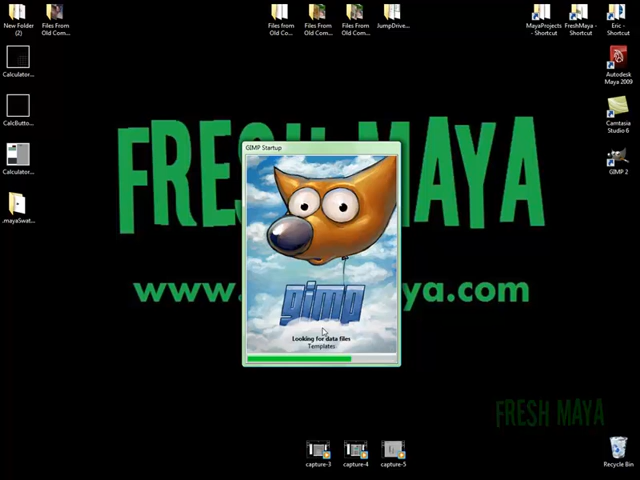 New Folder (2)
Files From Old Com...
Files from Old Co...
Files From Old Com...
Files From Old Com...
JumpDrive...
MayaProjects - Shortcut
FreshMaya - Shortcut
Eric - Shortcut
Calculator...
Autodesk Maya 2009
CalcButto...
Camtasia Studio 6
Calculator...
GIMP 2
.mayaSwat...
GIMP Startup
gimp
Looking for data files
Templates
FRESH MAYA
capture-3
capture-4
capture-5
Recycle Bin